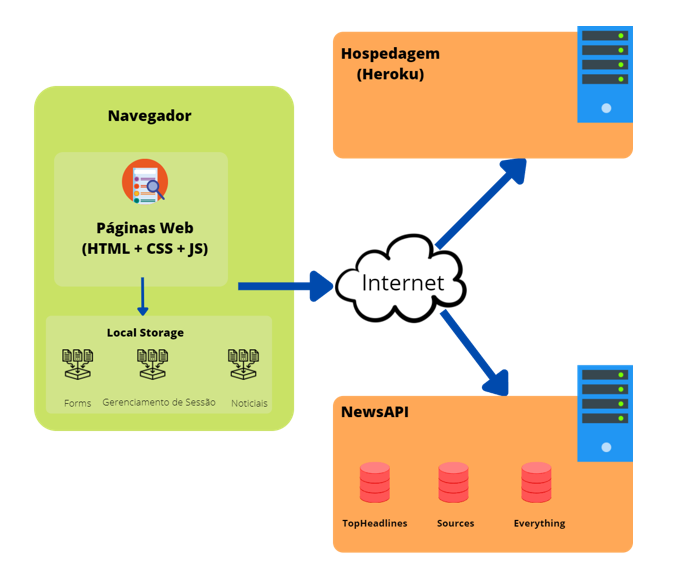 Navegador
Páginas Web
(HTML + CSS + JS)
Local Storage
Forms
Gerenciamento de Sessão
Noticiais
Internet
Hospedagem
(Heroku)
NewsAPI
TopHeadlines
Sources
Everything